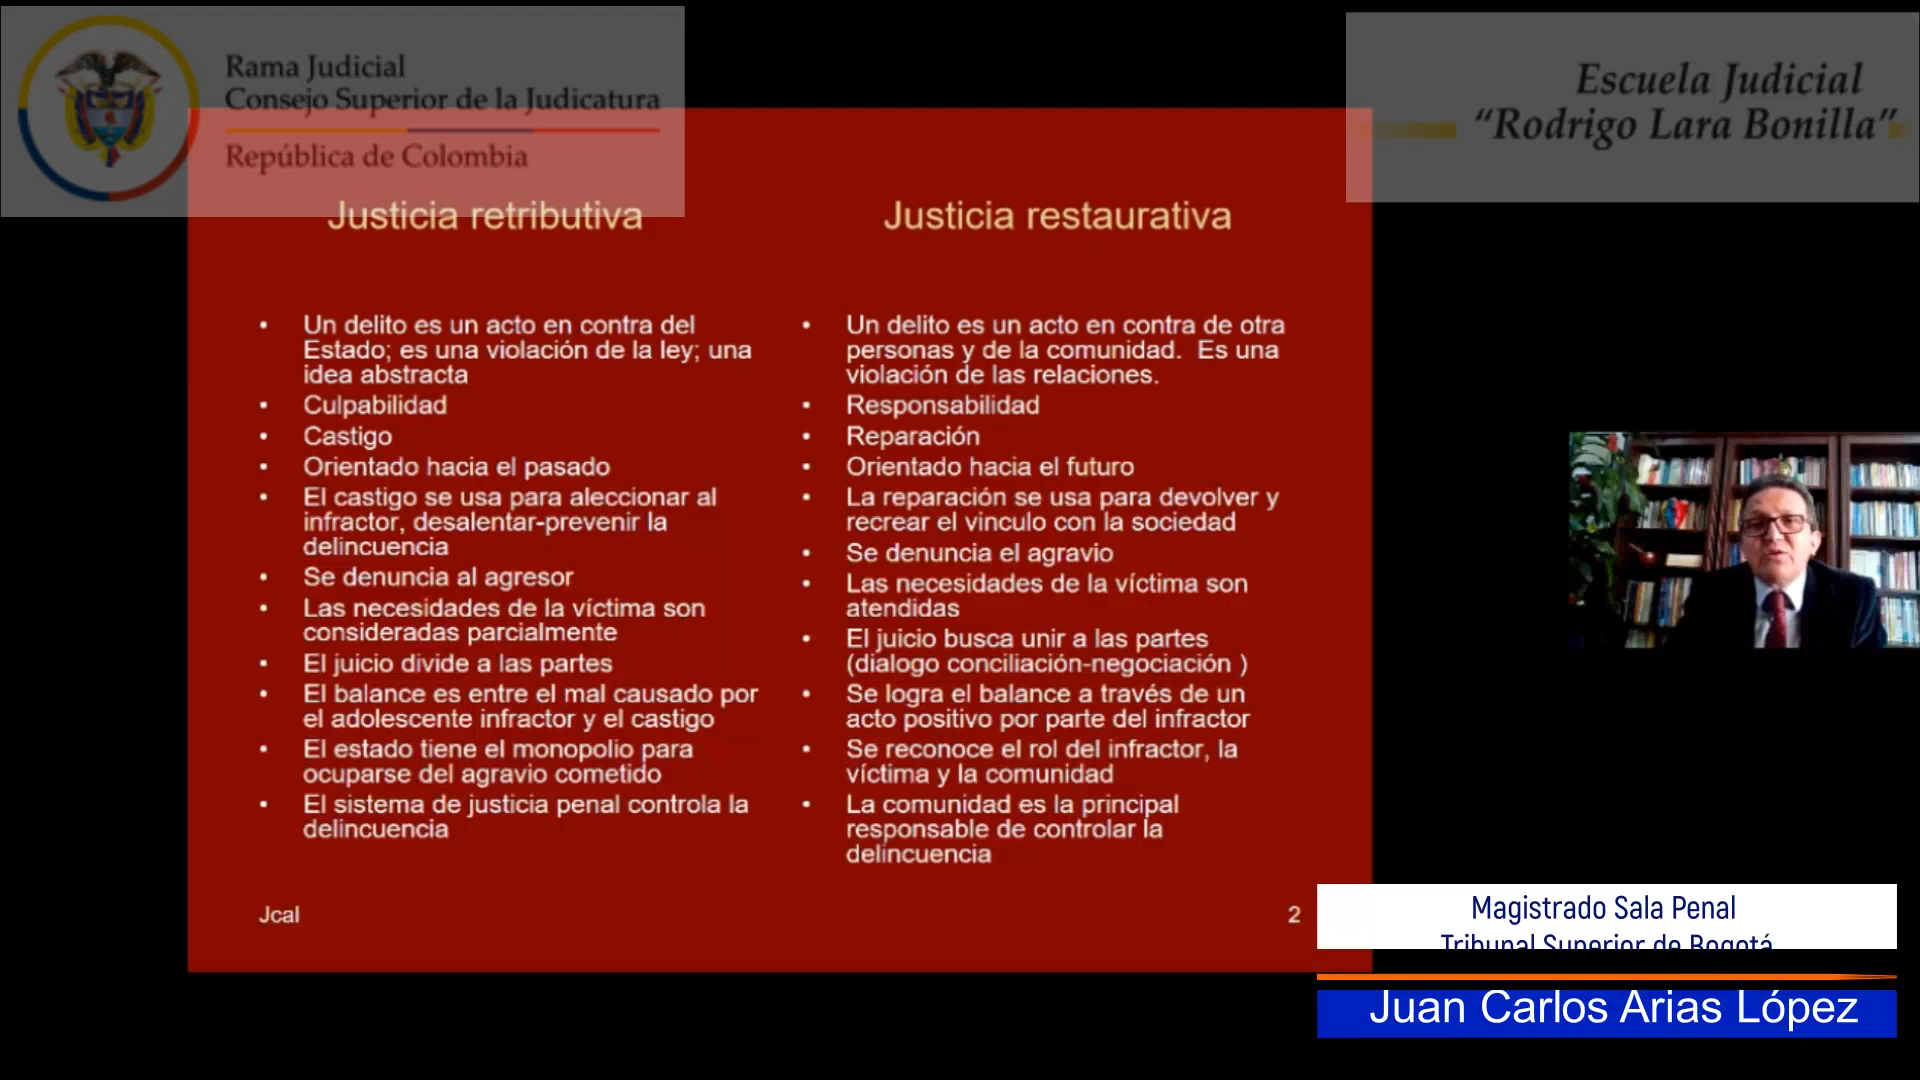 Rama Judicial
Consejo Superior de la Judicatura
República de Colombia
Escuela Judicial
“Rodrigo Lara Bonilla”
Justicia retributiva
• Un delito es un acto en contra del
Estado; es una violación de la ley; una
idea abstracta
• Culpabilidad
• Castigo
• Orientado hacia el pasado
• El castigo se usa para aleccionar al
infractor, desalentar-prevenir la
delincuencia
• Se denuncia al agresor
• Las necesidades de la víctima son
consideradas parcialmente
• El juicio divide a las partes
• El balance es entre el mal causado por
el adolescente infractor y el castigo
• El estado tiene el monopolio para
ocuparse del agravio cometido
• El sistema de justicia penal controla la
delincuencia
Justicia restaurativa
• Un delito es un acto en contra de otra
personas y de la comunidad.  Es una
violación de las relaciones.
• Responsabilidad
• Reparación
• Orientado hacia el futuro
• La reparación se usa para devolver y
recrear el vinculo con la sociedad
• Se denuncia el agravio
• Las necesidades de la víctima son
atendidas
• El juicio busca unir a las partes
(dialogo conciliación-negociación )
• Se logra el balance a través de un
acto positivo por parte del infractor
• Se reconoce el rol del infractor, la
víctima y la comunidad
• La comunidad es la principal
responsable de controlar la
delincuencia
Jcal
2
Magistrado Sala Penal
Tribunal Superior de Bogotá
Juan Carlos Arias López